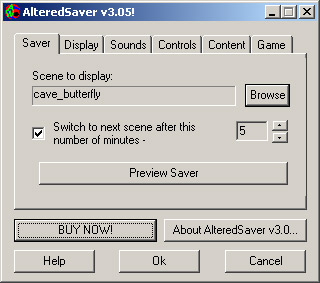 AlteredSaver v3.05!
Saver Display Sounds Controls Content Game
Scene to display:
cave_butterfly Browse
Switch to next scene after this 5
number of minutes -
Preview Saver
BUY NOW! About AlteredSaver v3.0...
Help Ok Cancel